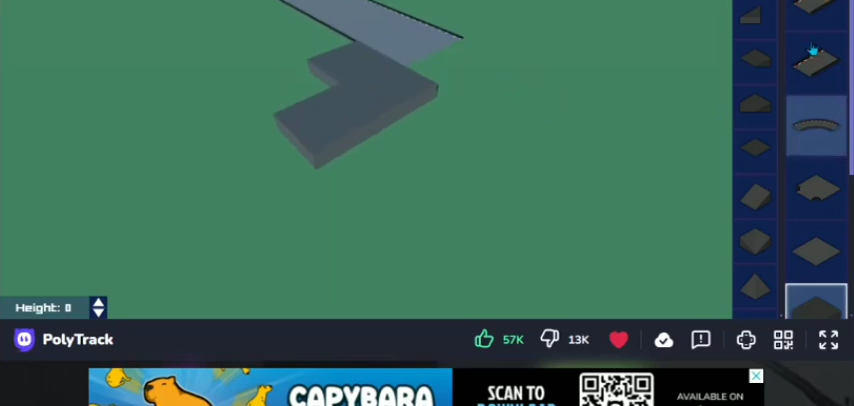 Height: 0
PolyTrack
57K
13K
CAPYBARA
SCAN TO
AVAILABLE ON